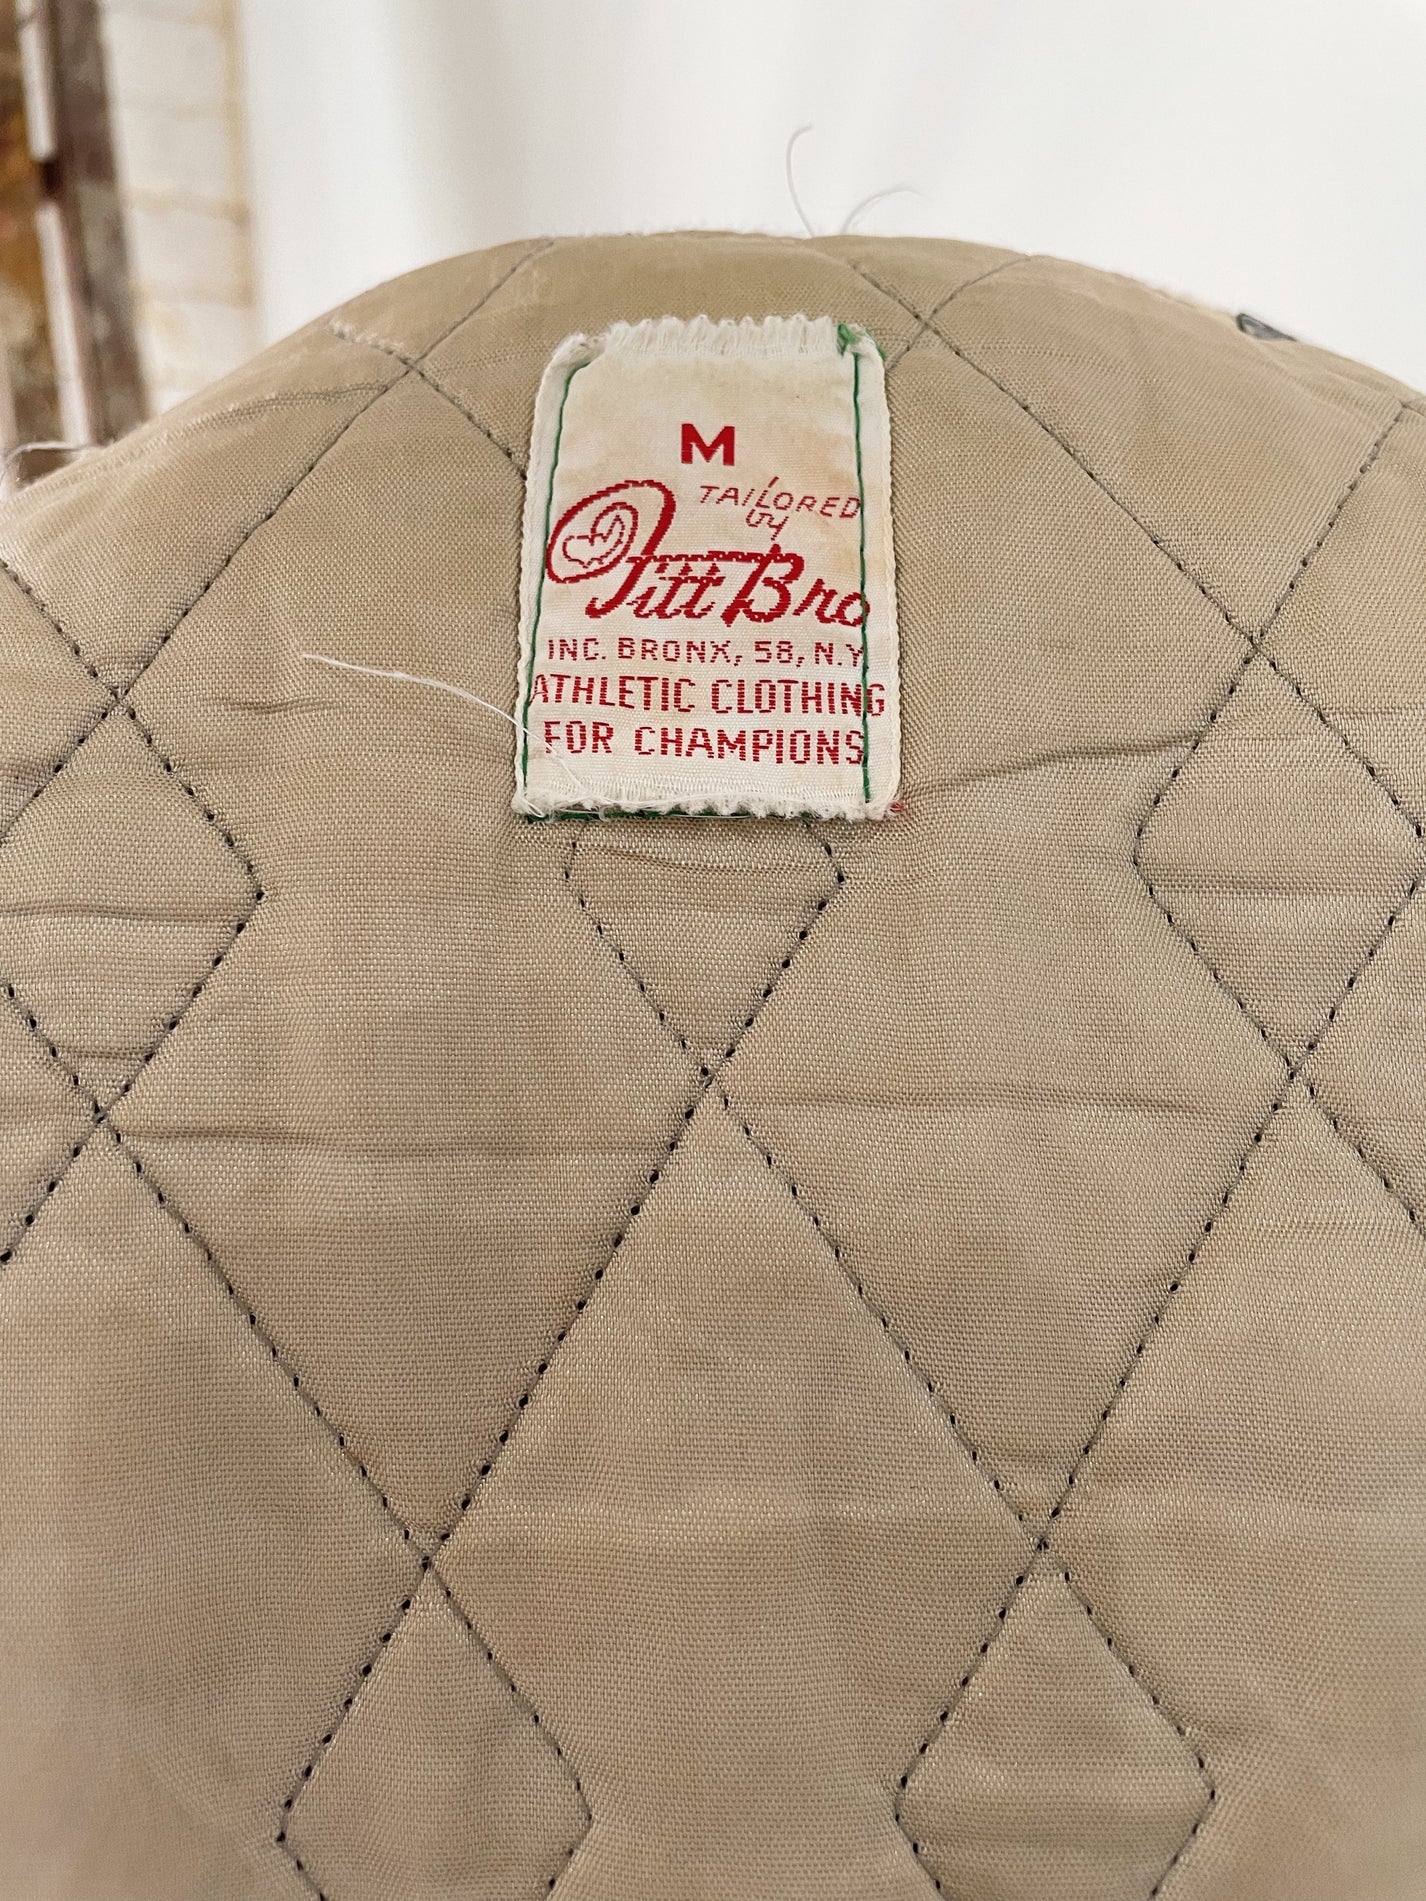 M
TAILORED
by
Pitt Bro
INC. BRONX, 58, N.Y
ATHLETIC CLOTHING
FOR CHAMPIONS